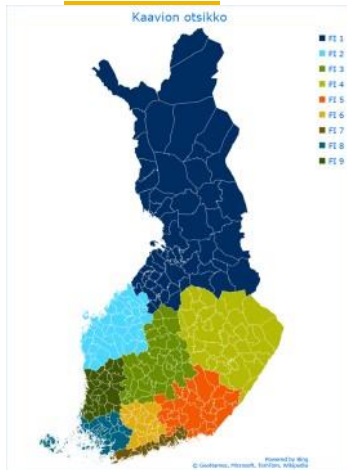 Kaavion otsikko
FI 1
FI 2
FI 3
FI 4
FI 5
FI 6
FI 7
FI 8
FI 9
Powered by Bing
© GeoNames, Microsoft, TomTom, Wikipedia